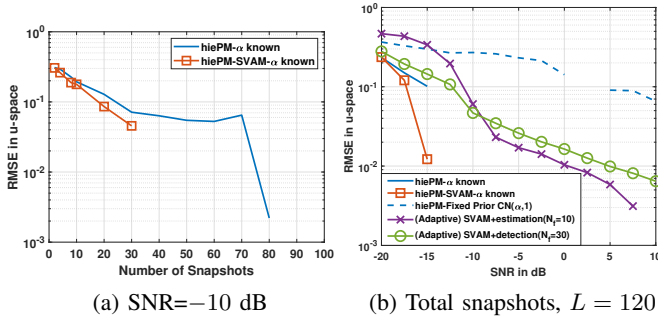 10^0
10^-1
10^-2
10^-3
RMSE in u-space
0 10 20 30 40 50 60 70 80 90 100
Number of Snapshots
hiePM-α known
hiePM-SVAM-α known
(a) SNR=−10 dB
10^0
10^-1
10^-2
10^-3
RMSE in u-space
-20 -15 -10 -5 0 5 10
SNR in dB
hiePM-α known
hiePM-SVAM-α known
hiePM-Fixed Prior CN(α,1)
(Adaptive) SVAM+estimation(N_f=10)
(Adaptive) SVAM+detection(N_f=30)
(b) Total snapshots, L = 120